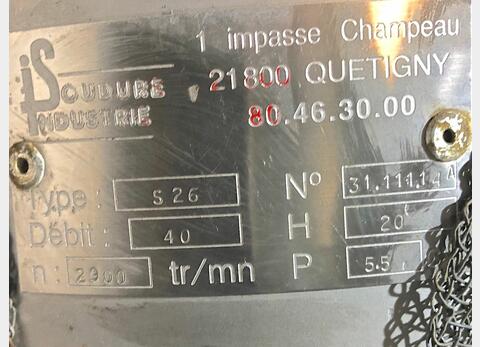 1 impasse Champeau
iS SOUDURE INDUSTRIE
21800 QUETIGNY
80.46.30.00
Type : S 26 N° 31.111.14 A
Débit : 40 H 20
n : 2900 tr/mn P 5.5